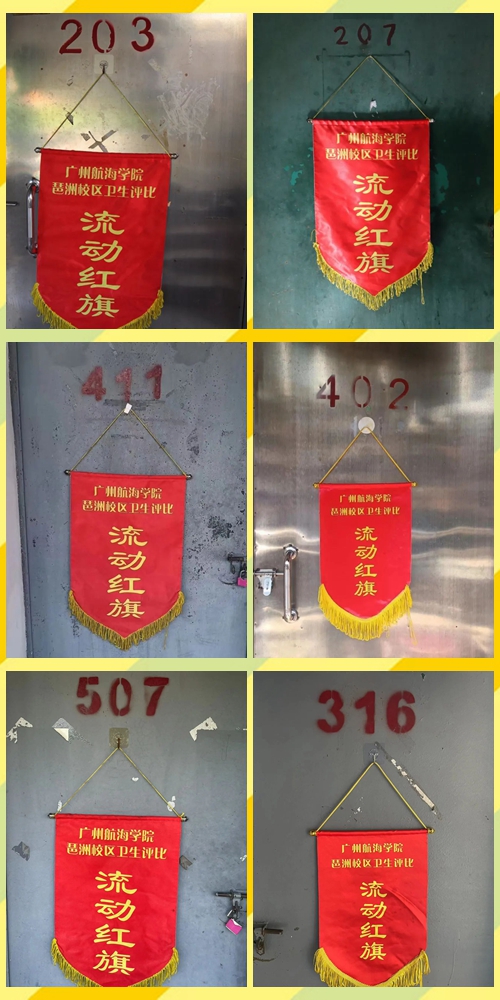 203
广州航海学院
琶洲校区卫生评比
流动红旗
207
广州航海学院
琶洲校区卫生评比
流动红旗
411
广州航海学院
琶洲校区卫生评比
流动红旗
402
广州航海学院
琶洲校区卫生评比
流动红旗
507
广州航海学院
琶洲校区卫生评比
流动红旗
316
广州航海学院
琶洲校区卫生评比
流动红旗